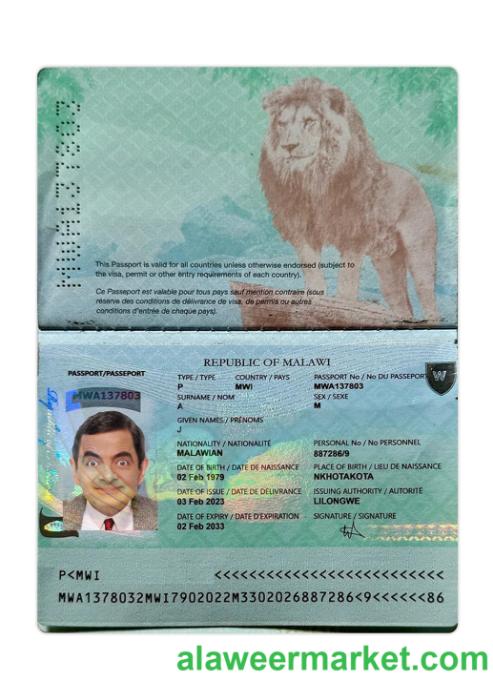 MWA137803
This Passport is valid for all countries unless otherwise endorsed (subject to
the visa, permit or other entry requirements of each country).
Ce Passeport est valable pour tous pays sauf mention contraire (sous
réserve des conditions de délivrance de visa, de permis ou autres
conditions d'entrée de chaque pays).
REPUBLIC OF MALAWI
PASSPORT/PASSEPORT
TYPE / TYPE COUNTRY / PAYS PASSPORT No / No DU PASSEPORT
P MWI MWA137803
MWA137803
SURNAME / NOM SEX / SEXE
A M
GIVEN NAMES / PRÉNOMS
J
NATIONALITY / NATIONALITÉ PERSONAL No / No PERSONNEL
MALAWIAN 887286/9
DATE OF BIRTH / DATE DE NAISSANCE PLACE OF BIRTH / LIEU DE NAISSANCE
02 Feb 1979 NKHOTAKOTA
DATE OF ISSUE / DATE DE DÉLIVRANCE ISSUING AUTHORITY / AUTORITÉ
03 Feb 2023 LILONGWE
DATE OF EXPIRY / DATE D'EXPIRATION SIGNATURE / SIGNATURE
02 Feb 2033
W
P<MWI <<<<<<<<<<<<<<<<<<<<<<<<<<<
MWA1378032MWI7902022M3302026887286<9<<<<<<86
alaweermarket.com